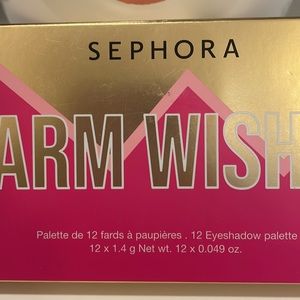 SEPHORA
ARM WISH
Palette de 12 fards à paupières . 12 Eyeshadow palette
12 x 1.4 g Net wt. 12 x 0.049 oz.